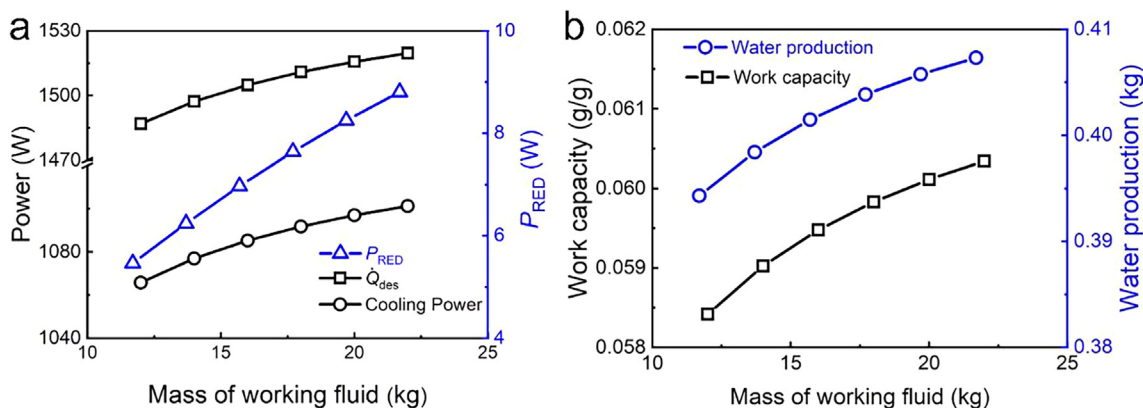 a
Power (W)
1530
1500
1470
1080
1040
10
15
20
25
Mass of working fluid (kg)
10
8
6
4
P_RED (W)
P_RED
Q̇_des
Cooling Power
b
Work capacity (g/g)
0.062
0.061
0.060
0.059
0.058
10
15
20
25
Mass of working fluid (kg)
0.41
0.40
0.39
0.38
Water production (kg)
Water production
Work capacity